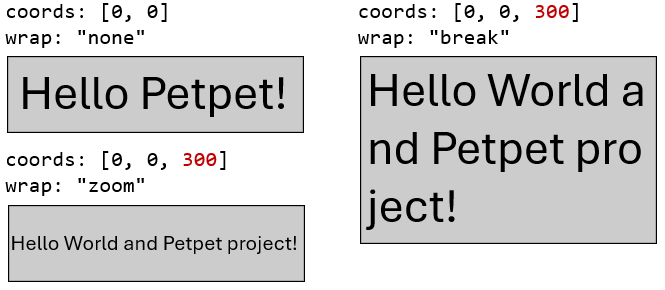 coords: [0, 0]
wrap: "none"
Hello Petpet!
coords: [0, 0, 300]
wrap: "zoom"
Hello World and Petpet project!
coords: [0, 0, 300]
wrap: "break"
Hello World a
nd Petpet pro
ject!